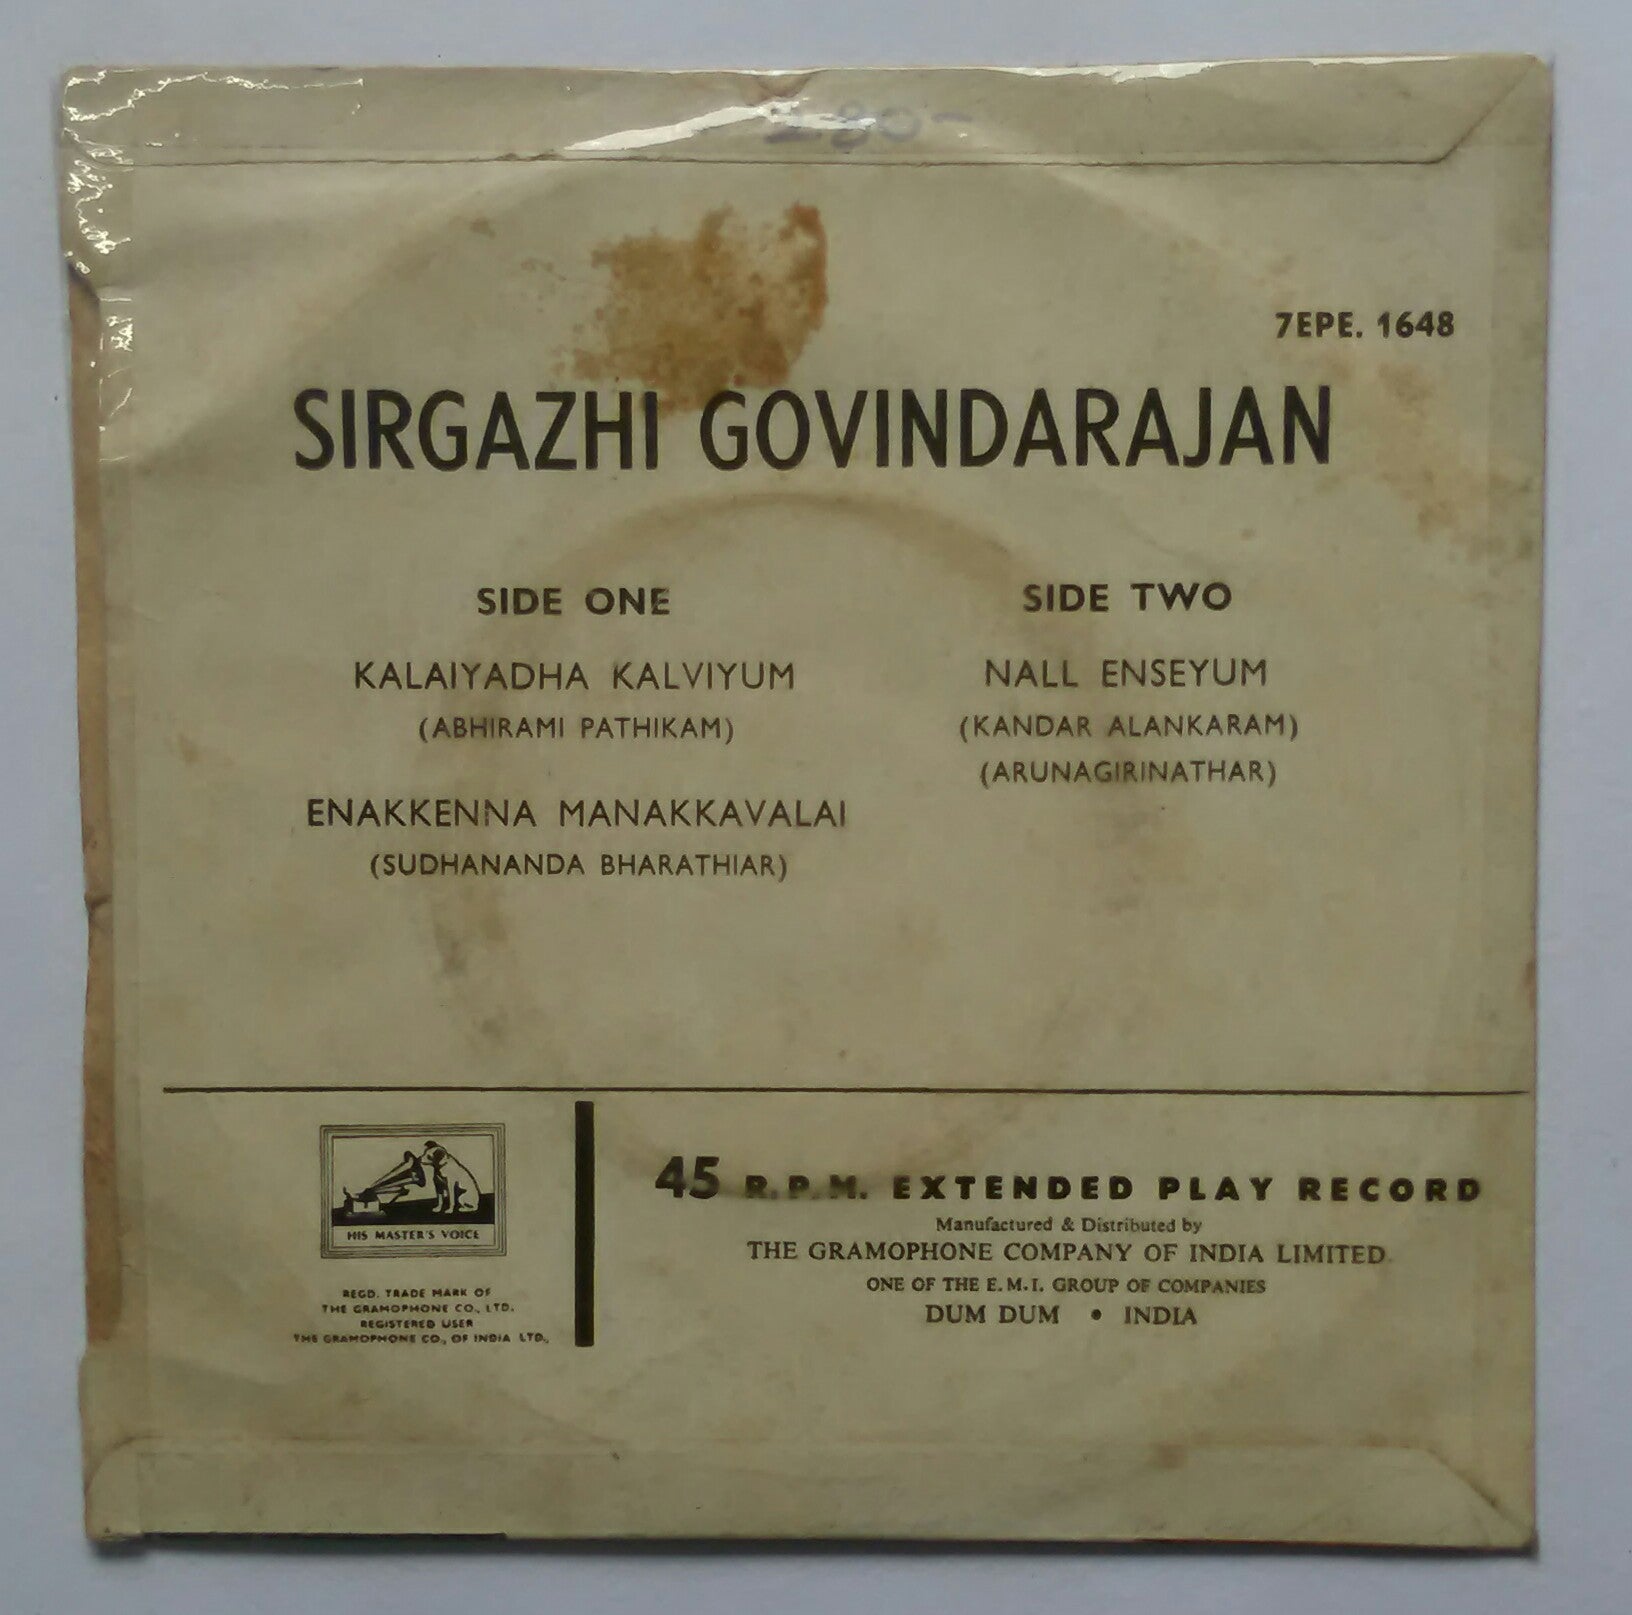 7EPE. 1648
SIRGAZHI GOVINDARAJAN
SIDE ONE
KALAIYADHA KALVIYUM
(ABHIRAMI PATHIKAM)
ENAKKENNA MANAKKAVALAI
(SUDHANANDA BHARATHIAR)
SIDE TWO
NALL ENSEYUM
(KANDAR ALANKARAM)
(ARUNAGIRINATHAR)
HIS MASTER'S VOICE
REGD. TRADE MARK OF
THE GRAMOPHONE CO., LTD.
REGISTERED USER
THE GRAMOPHONE CO., OF INDIA LTD.,
45 R.P.M. EXTENDED PLAY RECORD
Manufactured & Distributed by
THE GRAMOPHONE COMPANY OF INDIA LIMITED
ONE OF THE E.M.I. GROUP OF COMPANIES
DUM DUM • INDIA